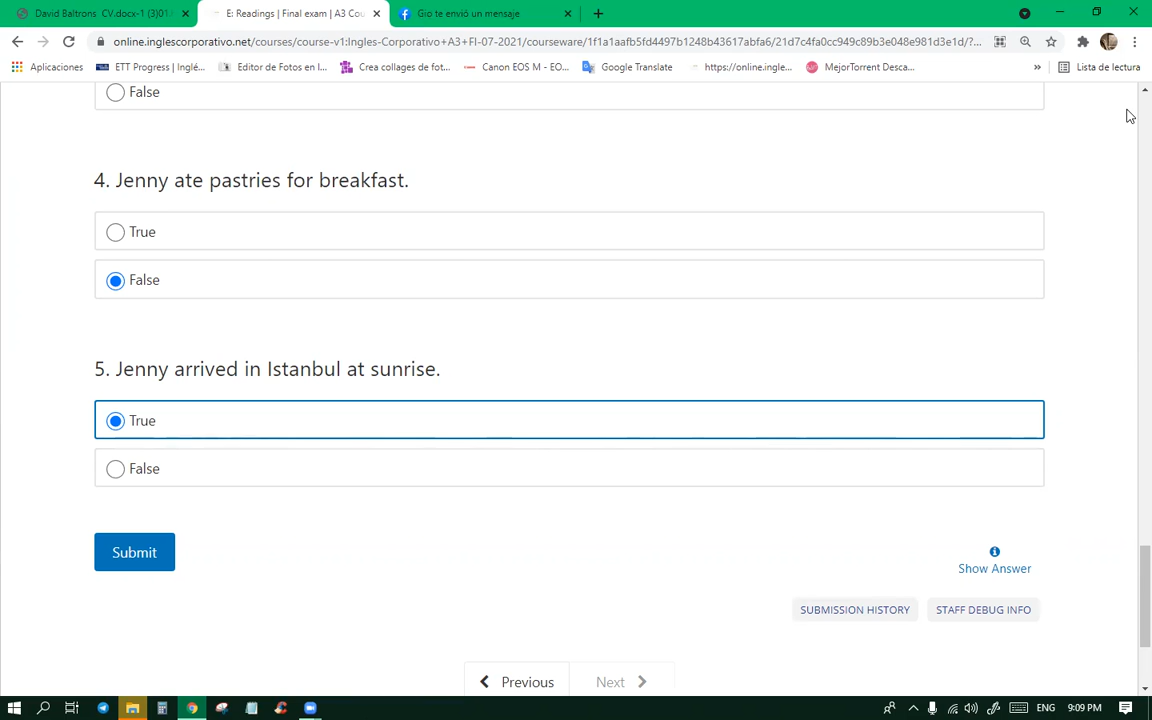 David Baltrons CV.docx-1 (3)01
E: Readings | Final exam | A3 Cou
Gio te envió un mensaje
online.inglescorporativo.net/courses/course-v1:Ingles-Corporativo+A3+FI-07-2021/courseware/1f1a1aafb5fd4497b1248b43617abfa6/21d7c4fa0cc949c89b3e048e981d3e1d/?...
Aplicaciones
ETT Progress | Inglé...
Editor de Fotos en l...
Crea collages de fot...
Canon EOS M - EO...
Google Translate
https://online.ingle...
MejorTorrent Desca...
»
Lista de lectura
False
4. Jenny ate pastries for breakfast.
True
False
5. Jenny arrived in Istanbul at sunrise.
True
False
Submit
Show Answer
SUBMISSION HISTORY
STAFF DEBUG INFO
Previous
Next
ENG
9:09 PM